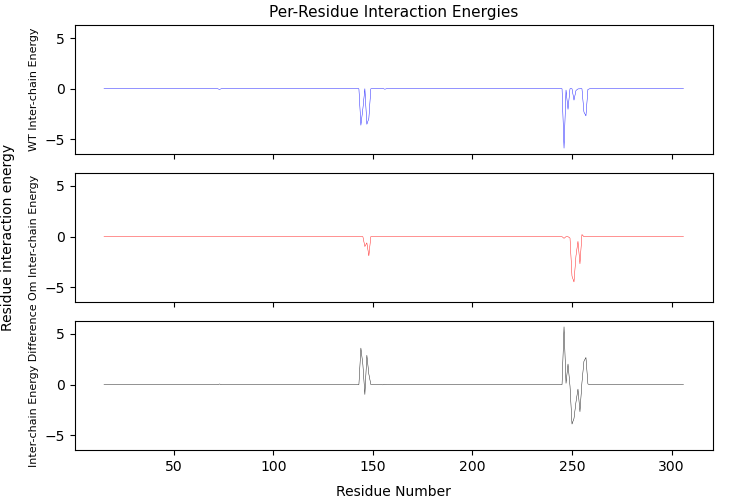 Per-Residue Interaction Energies
Residue interaction energy
WT Inter-chain Energy
5
0
−5
Om Inter-chain Energy
5
0
−5
Inter-chain Energy Difference
5
0
−5
50
100
150
200
250
300
Residue Number